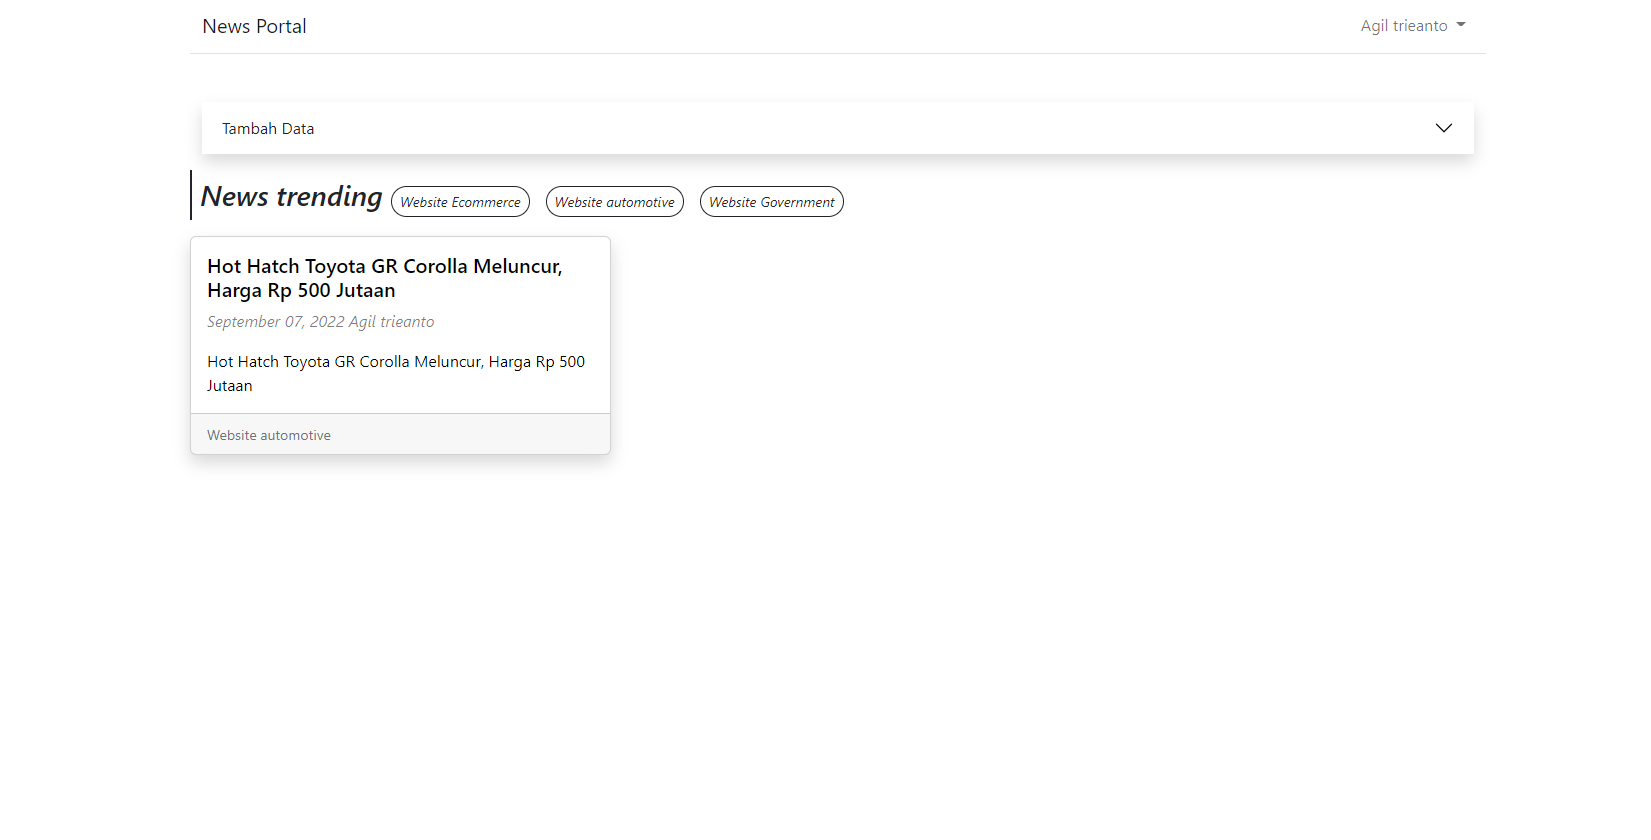 News Portal
Agil trieanto
Tambah Data
News trending
Website Ecommerce
Website automotive
Website Government
Hot Hatch Toyota GR Corolla Meluncur,
Harga Rp 500 Jutaan
September 07, 2022 Agil trieanto
Hot Hatch Toyota GR Corolla Meluncur, Harga Rp 500
Jutaan
Website automotive